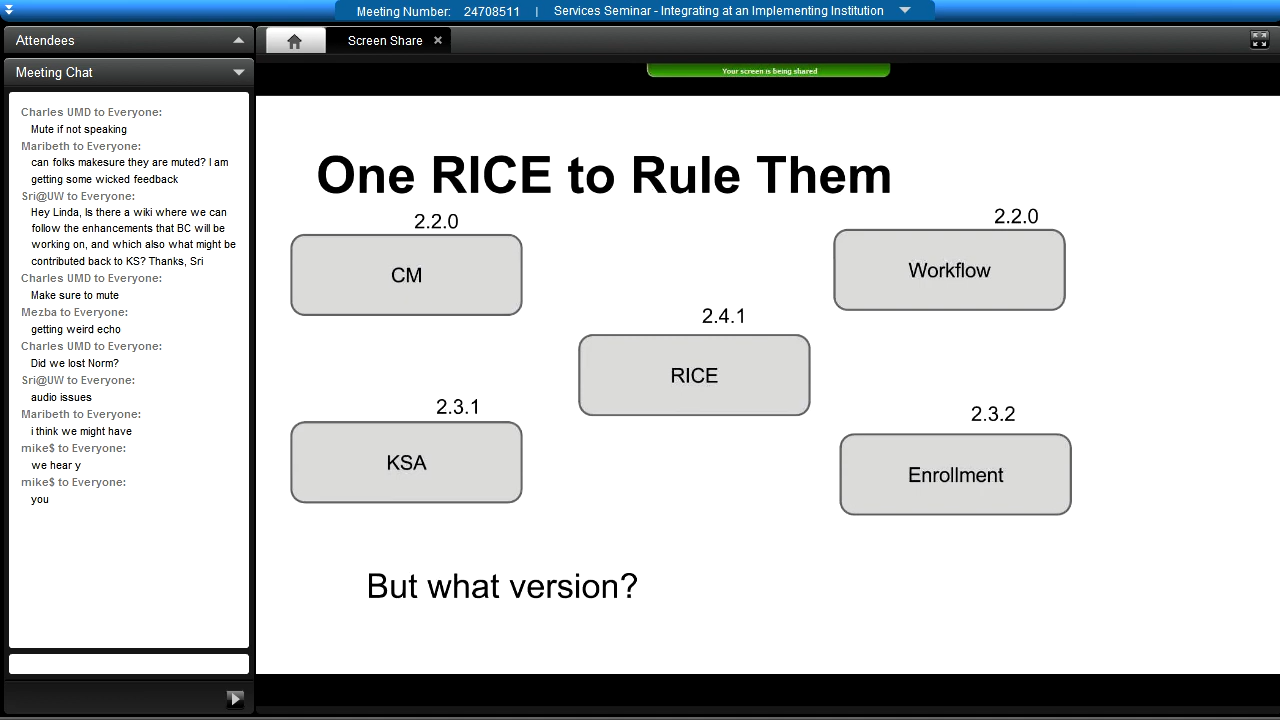 Meeting Number: 24708511 | Services Seminar - Integrating at an Implementing Institution
Attendees
Meeting Chat
Charles UMD to Everyone:
Mute if not speaking
Maribeth to Everyone:
can folks makesure they are muted? I am
getting some wicked feedback
Sri@UW to Everyone:
Hey Linda, Is there a wiki where we can
follow the enhancements that BC will be
working on, and which also what might be
contributed back to KS? Thanks, Sri
Charles UMD to Everyone:
Make sure to mute
Mezba to Everyone:
getting weird echo
Charles UMD to Everyone:
Did we lost Norm?
Sri@UW to Everyone:
audio issues
Maribeth to Everyone:
i think we might have
mike$ to Everyone:
we hear y
mike$ to Everyone:
you
Screen Share
Your screen is being shared
One RICE to Rule Them
2.2.0
CM
2.2.0
Workflow
2.4.1
RICE
2.3.1
KSA
2.3.2
Enrollment
But what version?